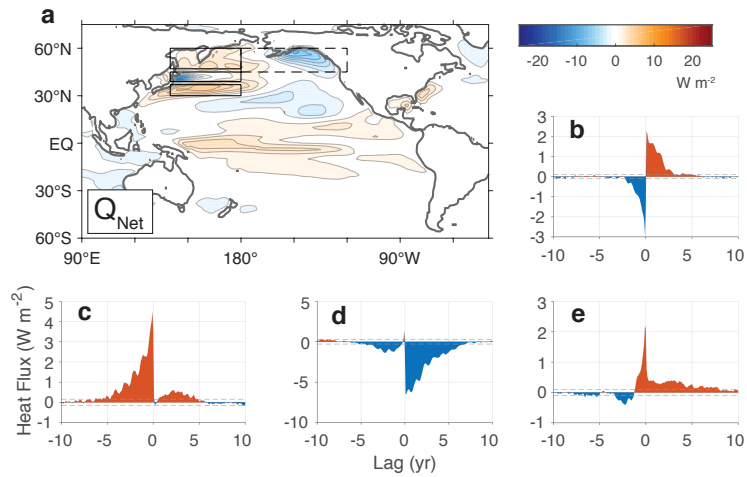 a
60°N
30°N
EQ
30°S
60°S
90°E 180° 90°W
Q Net
-20 -10 0 10 20
W m-2
b
3
2
1
0
-1
-2
-3
-10 -5 0 5 10
Heat Flux (W m-2)
c
5
4
3
2
1
0
-1
-10 -5 0 5 10
d
5
0
-5
-10
-10 -5 0 5 10
Lag (yr)
e
3
2
1
0
-1
-10 -5 0 5 10